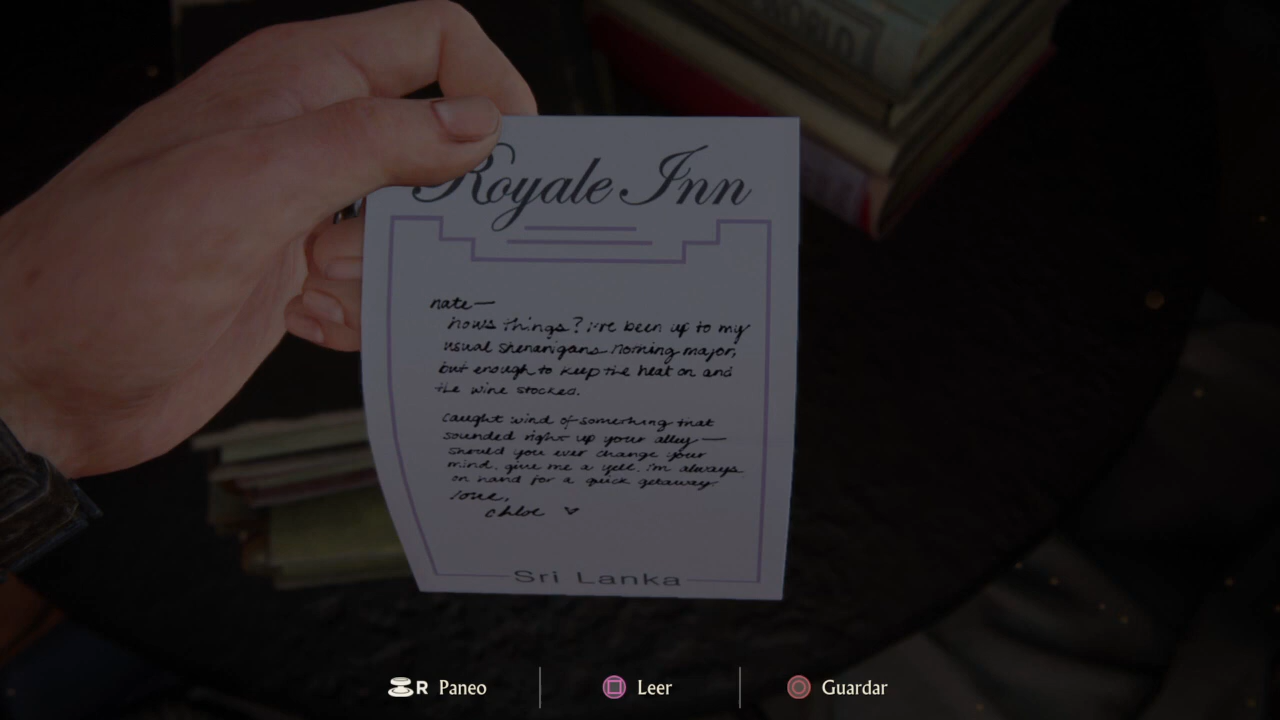 WORLD
Royale Inn
nate—
how's things? i've been up to my
usual shenanigans. nothing major,
but enough to keep the heat on and
the wine stocked.
caught wind of something that
sounded right up your alley—
should you ever change your
mind, give me a yell. i'm always
on hand for a quick getaway.
love,
chloe
Sri Lanka
R Paneo
Leer
Guardar